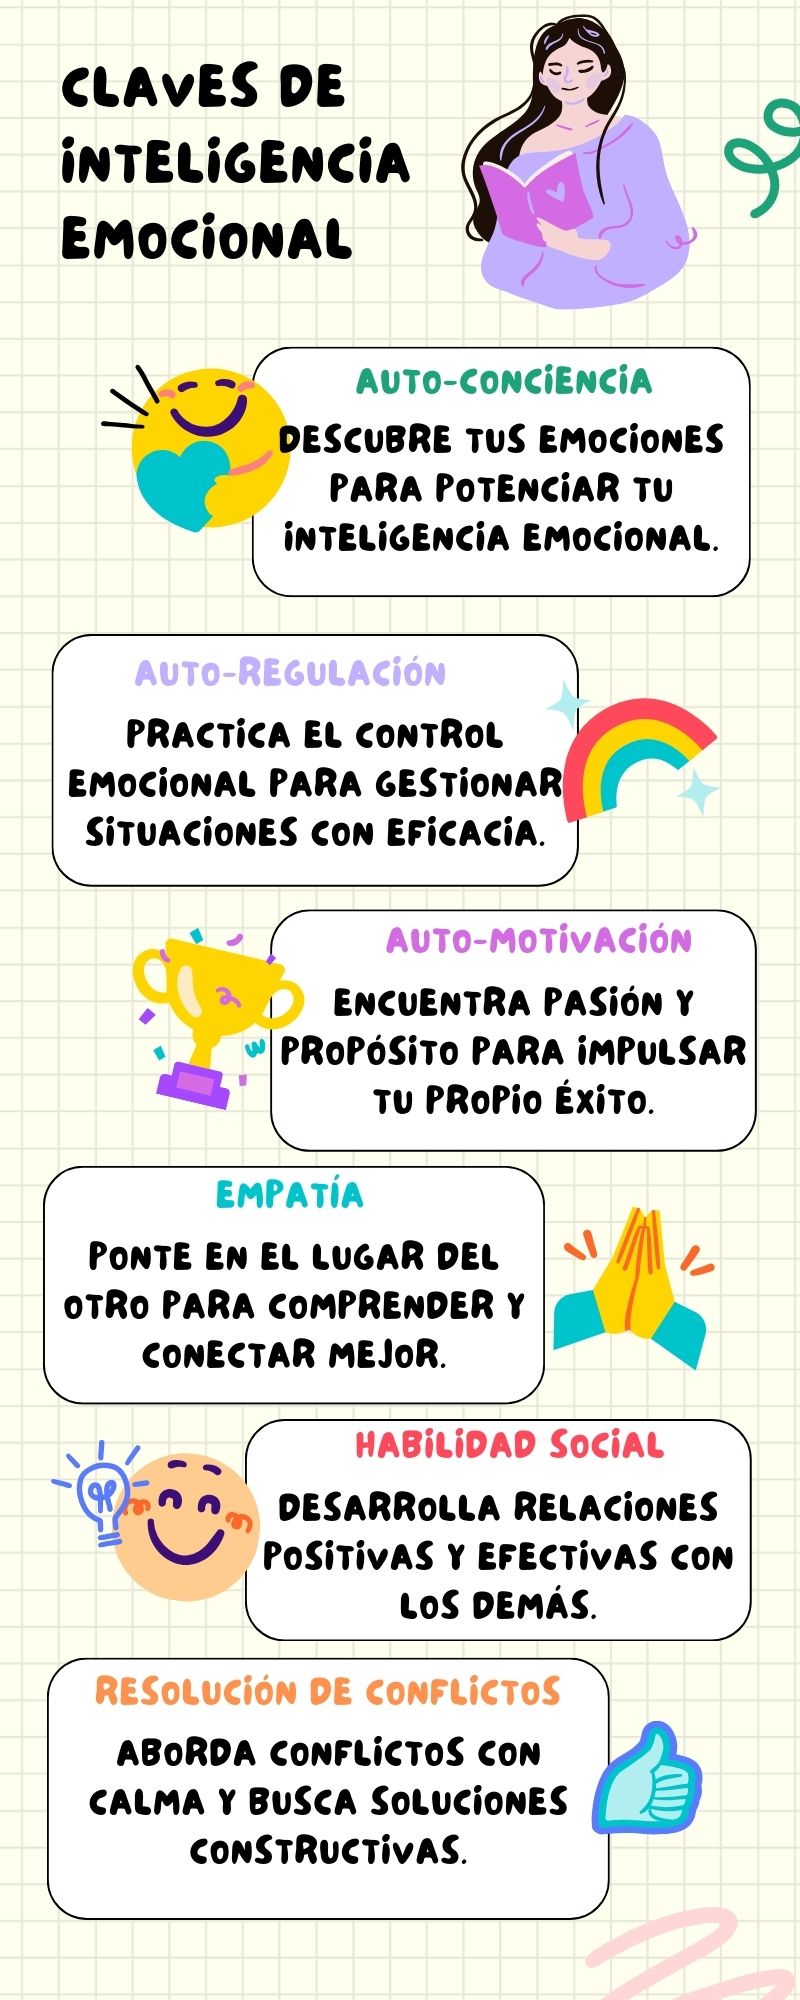 CLAVES DE
INTELIGENCIA
EMOCIONAL
AUTO-CONCIENCIA
DESCUBRE TUS EMOCIONES
PARA POTENCIAR TU
INTELIGENCIA EMOCIONAL.
AUTO-REGULACIÓN
PRACTICA EL CONTROL
EMOCIONAL PARA GESTIONAR
SITUACIONES CON EFICACIA.
AUTO-MOTIVACIÓN
ENCUENTRA PASIÓN Y
PROPÓSITO PARA IMPULSAR
TU PROPIO ÉXITO.
EMPATÍA
PONTE EN EL LUGAR DEL
OTRO PARA COMPRENDER Y
CONECTAR MEJOR.
HABILIDAD SOCIAL
DESARROLLA RELACIONES
POSITIVAS Y EFECTIVAS CON
LOS DEMÁS.
RESOLUCIÓN DE CONFLICTOS
ABORDA CONFLICTOS CON
CALMA Y BUSCA SOLUCIONES
CONSTRUCTIVAS.